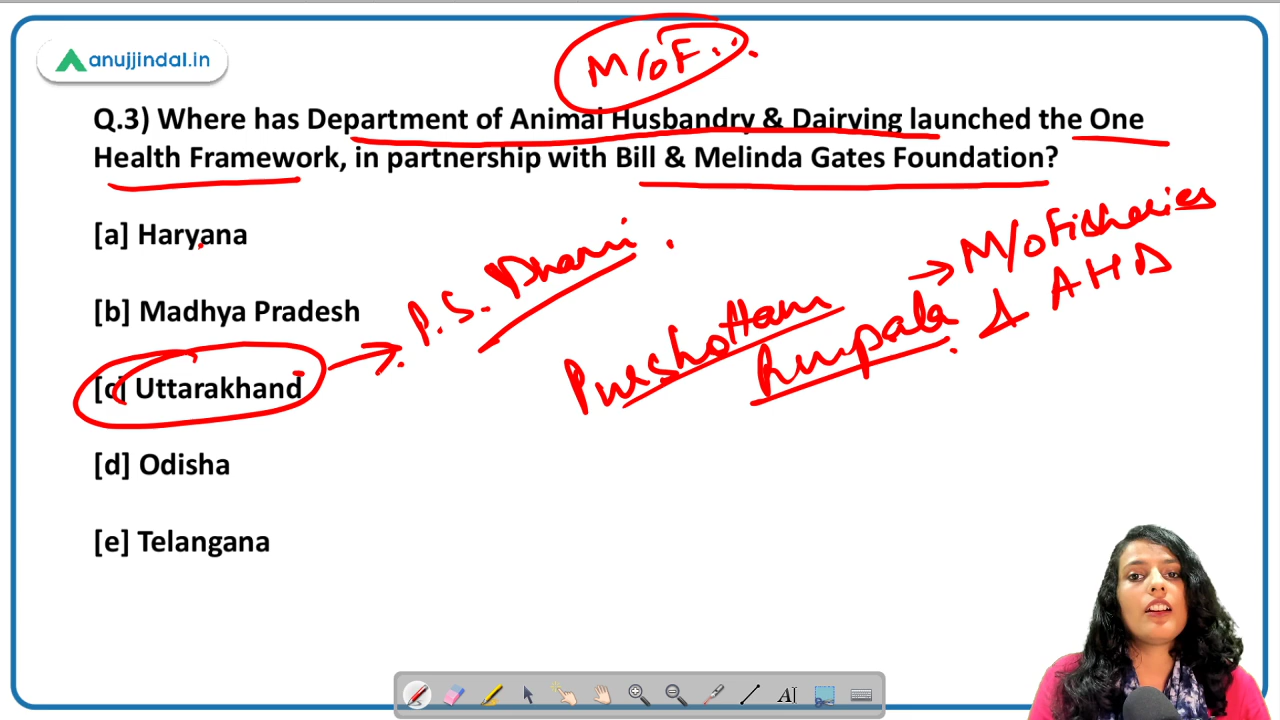 anujjindal.in
M/oF...
Q.3) Where has Department of Animal Husbandry & Dairying launched the One
Health Framework, in partnership with Bill & Melinda Gates Foundation?
[a] Haryana
[b] Madhya Pradesh
[c] Uttarakhand
P.S. Dhami
Purshottam
Rupala
M/o Fisheries
& AHD
[d] Odisha
[e] Telangana
A